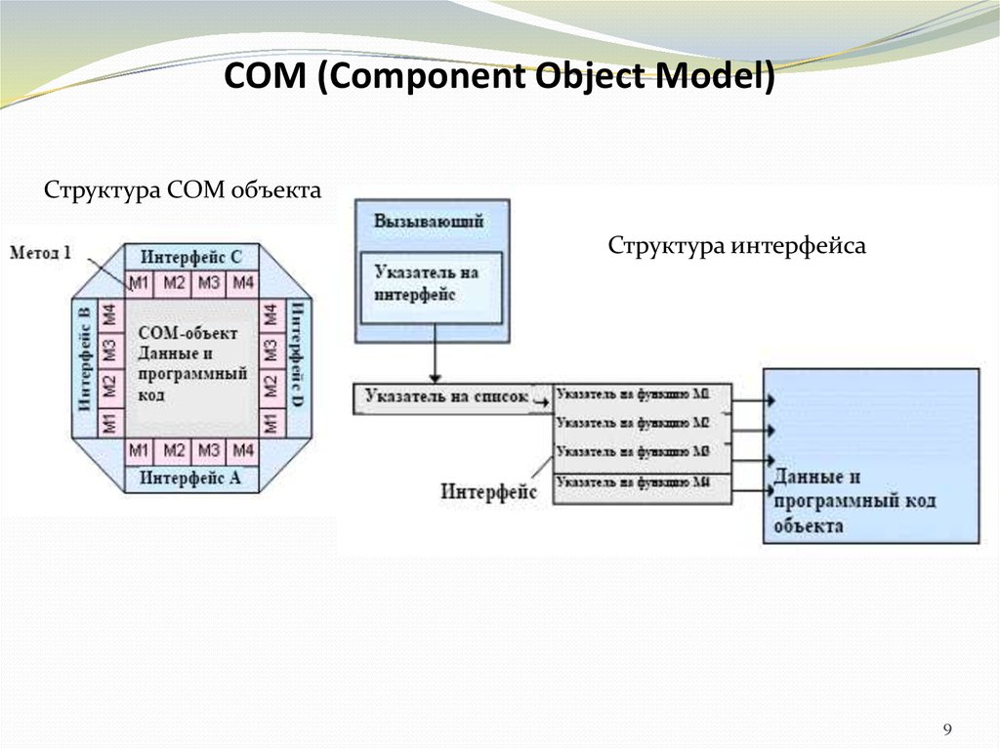 COM (Component Object Model)
Структура COM объекта
Метод 1
Интерфейс C
M1 M2 M3 M4
Интерфейс B
M4
M3
M2
M1
COM-объект
Данные и
программный
код
M4
M3
M2
M1
Интерфейс D
M1 M2 M3 M4
Интерфейс A
Структура интерфейса
Вызывающий
Указатель на
интерфейс
Указатель на список
Указатель на функцию M1
Указатель на функцию M2
Указатель на функцию M3
Указатель на функцию M4
Интерфейс
Данные и
программный код
объекта
9